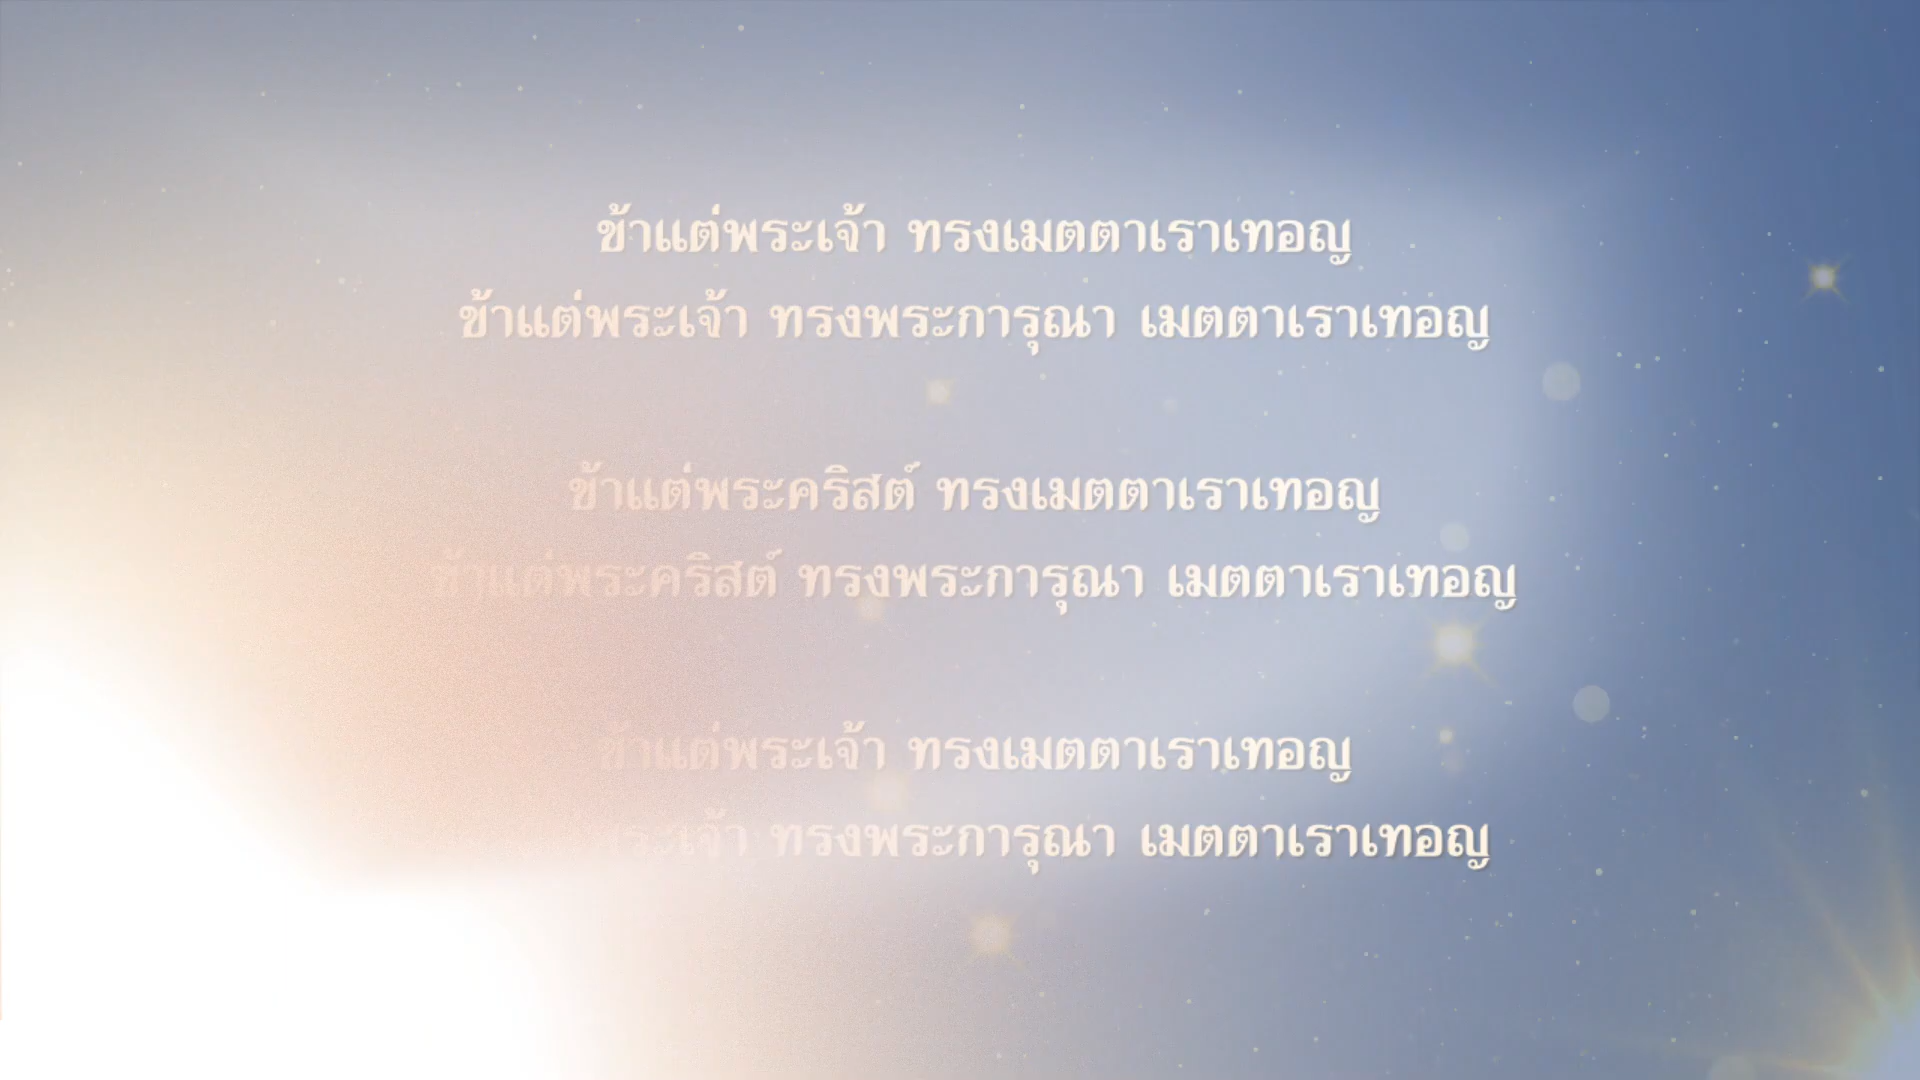 ข้าแต่พระเจ้า ทรงเมตตาเราเทอญ
ข้าแต่พระเจ้า ทรงพระการุณา เมตตาเราเทอญ
ข้าแต่พระคริสต์ ทรงเมตตาเราเทอญ
ข้าแต่พระคริสต์ ทรงพระการุณา เมตตาเราเทอญ
ข้าแต่พระเจ้า ทรงเมตตาเราเทอญ
พระเจ้า ทรงพระการุณา เมตตาเราเทอญ